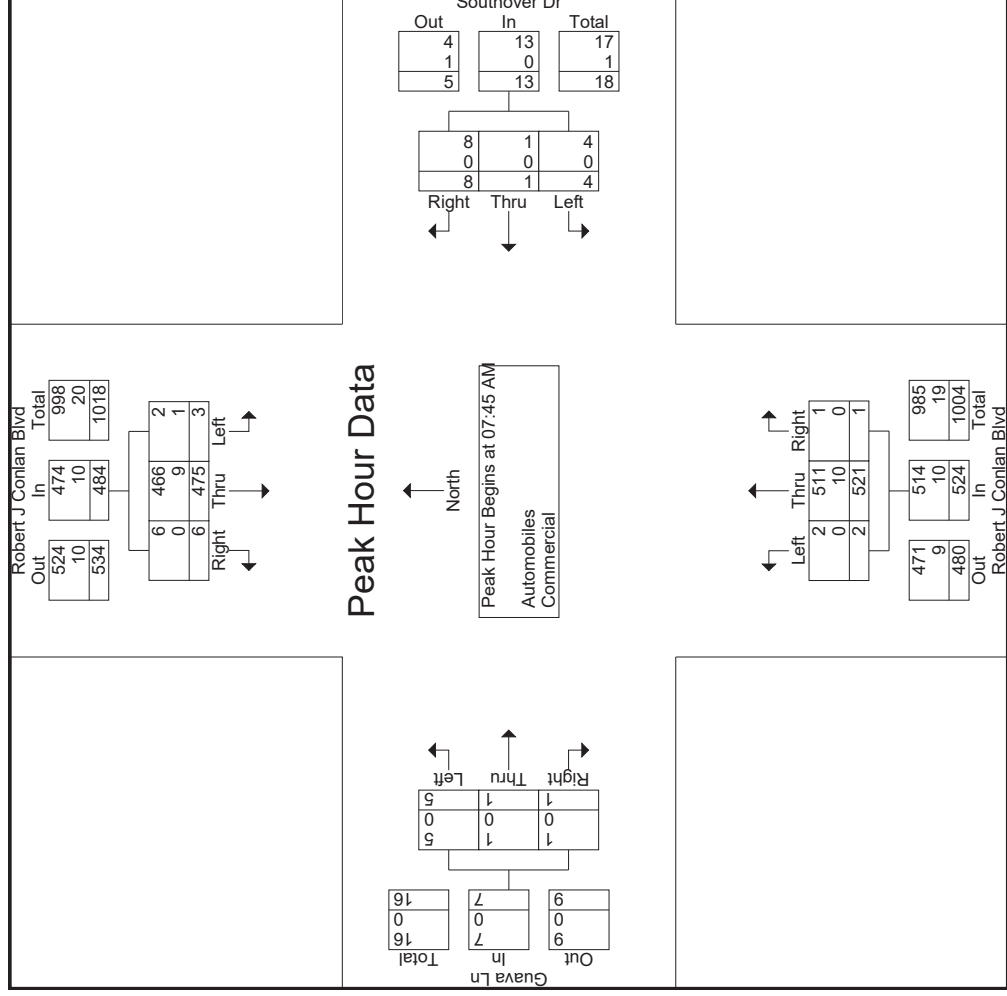 Southover Dr
Out In Total
4 13 17
1 0 1
5 13 18
8 1 4
0 0 0
8 1 4
Right Thru Left
Robert J Conlan Blvd
Out In Total
524 474 998
10 10 20
534 484 1018
6 466 2
0 9 1
6 475 3
Right Thru Left
Peak Hour Data
North
Peak Hour Begins at 07:45 AM
Automobiles
Commercial
Left Thru Right
2 511 1
0 10 0
2 521 1
471 514 985
9 10 19
480 524 1004
Out In Total
Robert J Conlan Blvd
Left Thru Right
5 1 1
0 0 0
5 1 1
16 7 9
0 0 0
16 7 9
Total In Out
Guava Ln